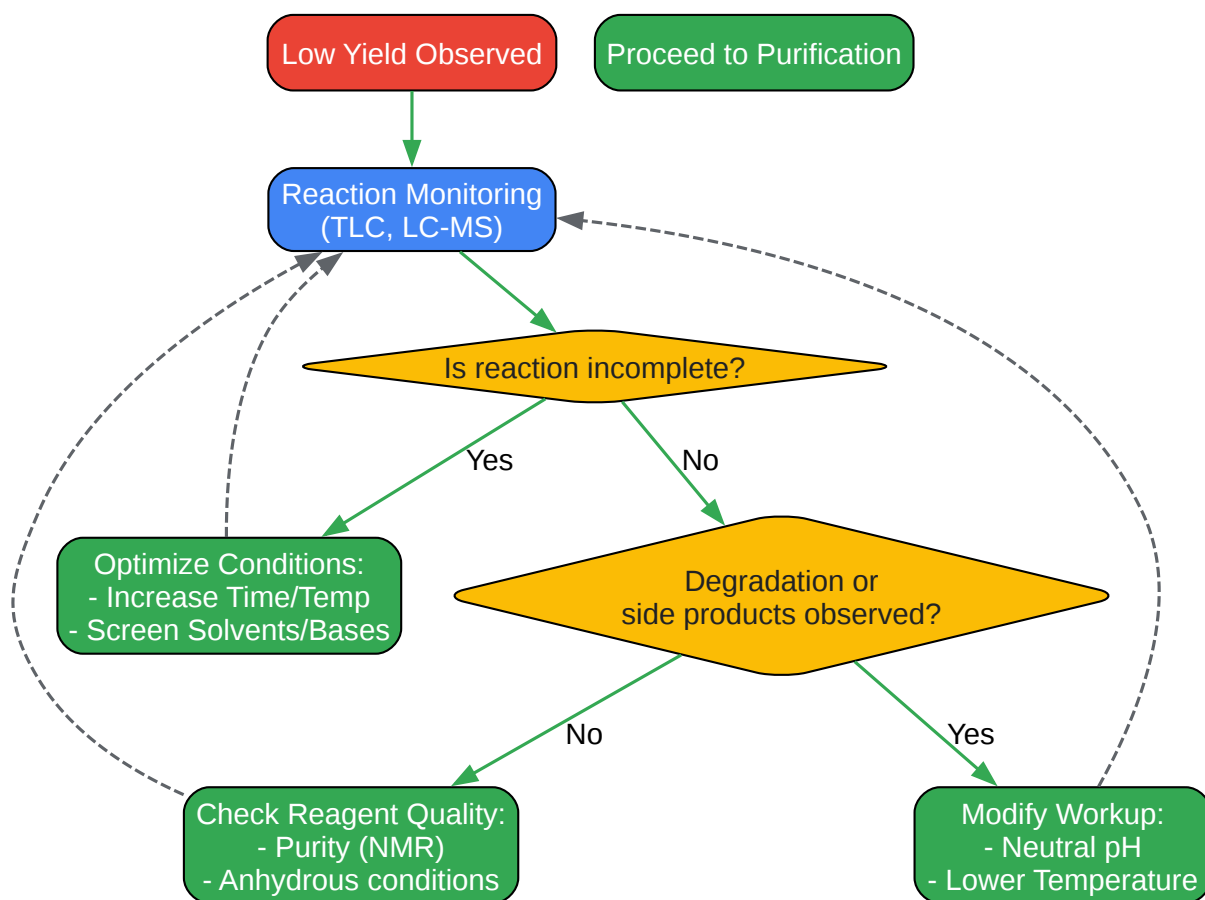 Low Yield Observed
Proceed to Purification
Reaction Monitoring
(TLC, LC-MS)
Is reaction incomplete?
Yes
No
Optimize Conditions:
- Increase Time/Temp
- Screen Solvents/Bases
Degradation or
side products observed?
No
Yes
Check Reagent Quality:
- Purity (NMR)
- Anhydrous conditions
Modify Workup:
- Neutral pH
- Lower Temperature